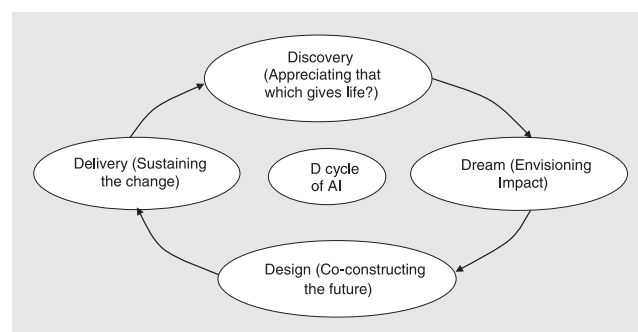 Discovery
(Appreciating that
which gives life?)
Delivery (Sustaining
the change)
D cycle
of AI
Dream (Envisioning
Impact)
Design (Co-constructing
the future)